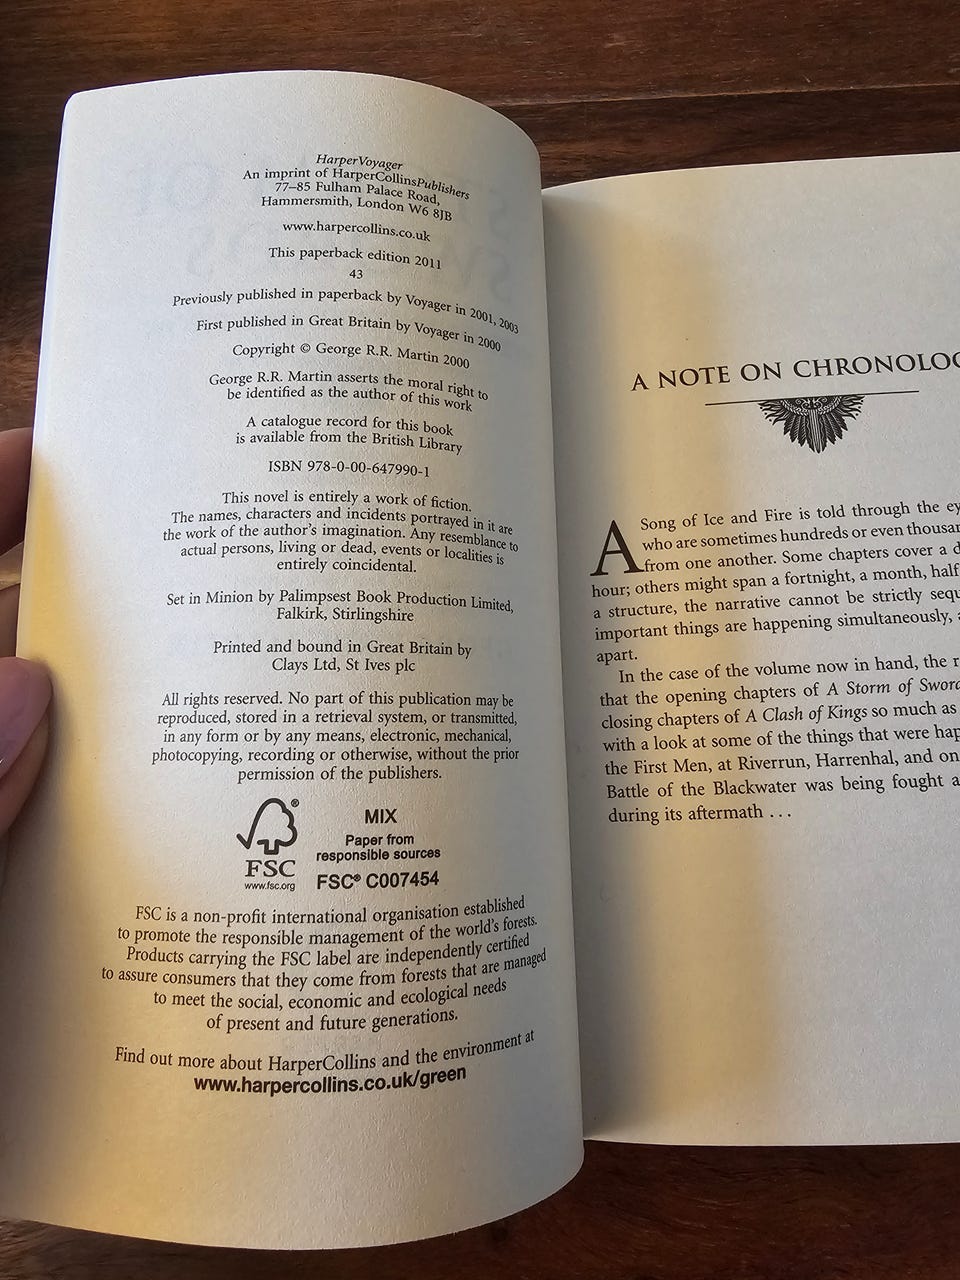 HarperVoyager
An imprint of HarperCollinsPublishers
77–85 Fulham Palace Road,
Hammersmith, London W6 8JB
www.harpercollins.co.uk
This paperback edition 2011
43
Previously published in paperback by Voyager in 2001, 2003
First published in Great Britain by Voyager in 2000
Copyright © George R.R. Martin 2000
George R.R. Martin asserts the moral right to
be identified as the author of this work
A catalogue record for this book
is available from the British Library
ISBN 978-0-00-647990-1
This novel is entirely a work of fiction.
The names, characters and incidents portrayed in it are
the work of the author's imagination. Any resemblance to
actual persons, living or dead, events or localities is
entirely coincidental.
Set in Minion by Palimpsest Book Production Limited,
Falkirk, Stirlingshire
Printed and bound in Great Britain by
Clays Ltd, St Ives plc
All rights reserved. No part of this publication may be
reproduced, stored in a retrieval system, or transmitted,
in any form or by any means, electronic, mechanical,
photocopying, recording or otherwise, without the prior
permission of the publishers.
®
FSC
www.fsc.org
MIX
Paper from
responsible sources
FSC® C007454
FSC is a non-profit international organisation established
to promote the responsible management of the world's forests.
Products carrying the FSC label are independently certified
to assure consumers that they come from forests that are managed
to meet the social, economic and ecological needs
of present and future generations.
Find out more about HarperCollins and the environment at
www.harpercollins.co.uk/green
A NOTE ON CHRONOLOG
A Song of Ice and Fire is told through the ey
who are sometimes hundreds or even thousan
from one another. Some chapters cover a d
hour; others might span a fortnight, a month, half
a structure, the narrative cannot be strictly sequ
important things are happening simultaneously, a
apart.
In the case of the volume now in hand, the r
that the opening chapters of A Storm of Sword
closing chapters of A Clash of Kings so much as
with a look at some of the things that were hap
the First Men, at Riverrun, Harrenhal, and on
Battle of the Blackwater was being fought a
during its aftermath . . .